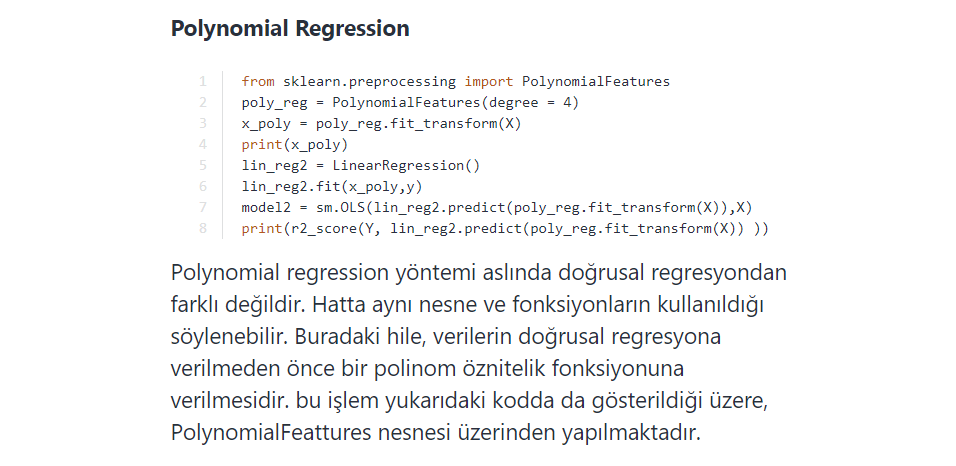 Polynomial Regression
1 from sklearn.preprocessing import PolynomialFeatures
2 poly_reg = PolynomialFeatures(degree = 4)
3 x_poly = poly_reg.fit_transform(X)
4 print(x_poly)
5 lin_reg2 = LinearRegression()
6 lin_reg2.fit(x_poly,y)
7 model2 = sm.OLS(lin_reg2.predict(poly_reg.fit_transform(X)),X)
8 print(r2_score(Y, lin_reg2.predict(poly_reg.fit_transform(X)) ))
Polynomial regression yöntemi aslında doğrusal regresyondan
farklı değildir. Hatta aynı nesne ve fonksiyonların kullanıldığı
söylenebilir. Buradaki hile, verilerin doğrusal regresyona
verilmeden önce bir polinom öznitelik fonksiyonuna
verilmesidir. bu işlem yukarıdaki kodda da gösterildiği üzere,
PolynomialFeattures nesnesi üzerinden yapılmaktadır.